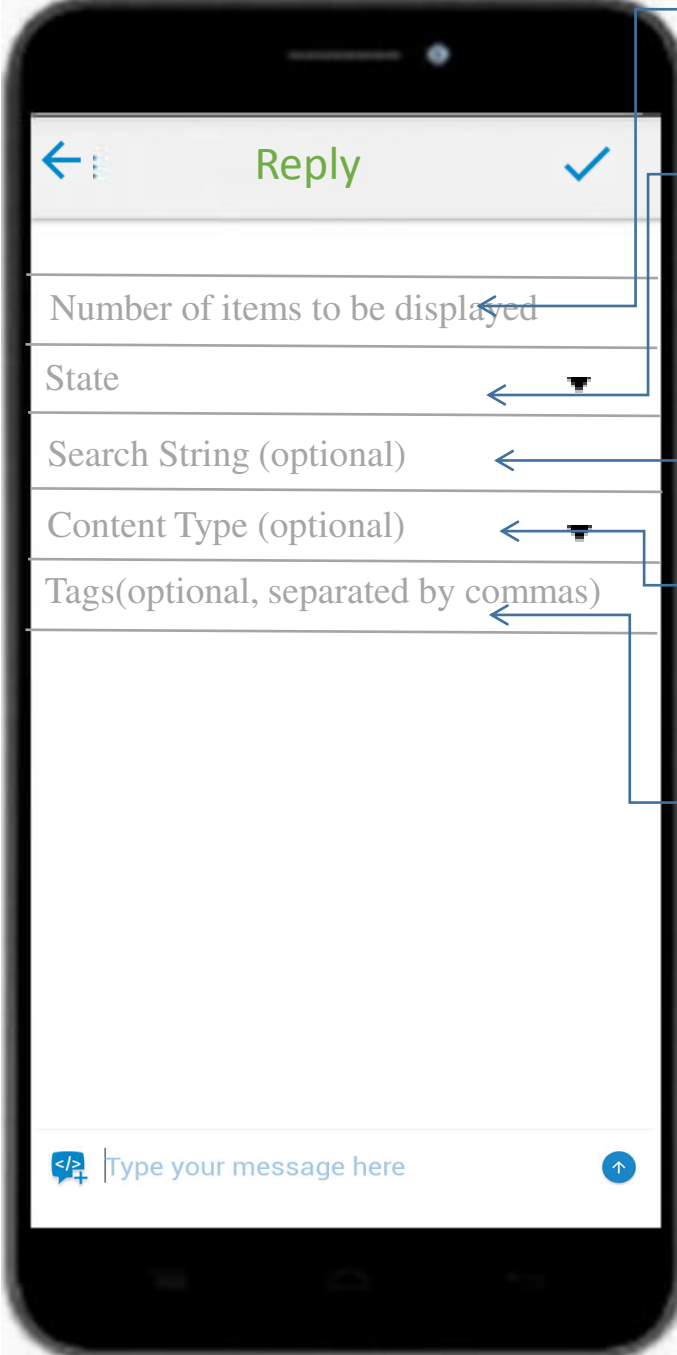 Reply
Number of items to be displayed
State
Search String (optional)
Content Type (optional)
Tags(optional, separated by commas)
</> Type your message here